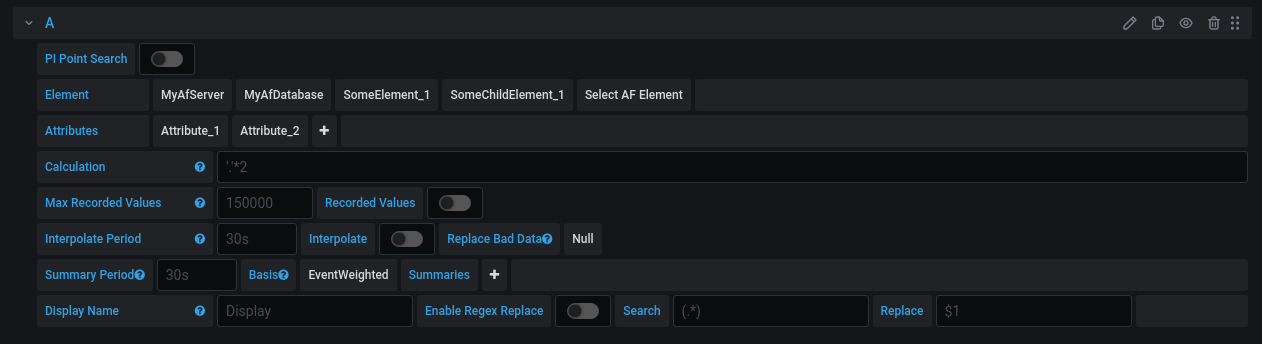 A
PI Point Search
Element MyAfServer MyAfDatabase SomeElement_1 SomeChildElement_1 Select AF Element
Attributes Attribute_1 Attribute_2 +
Calculation ? '.'*2
Max Recorded Values ? 150000 Recorded Values
Interpolate Period ? 30s Interpolate Replace Bad Data ? Null
Summary Period ? 30s Basis ? EventWeighted Summaries +
Display Name ? Display Enable Regex Replace Search (.*) Replace $1